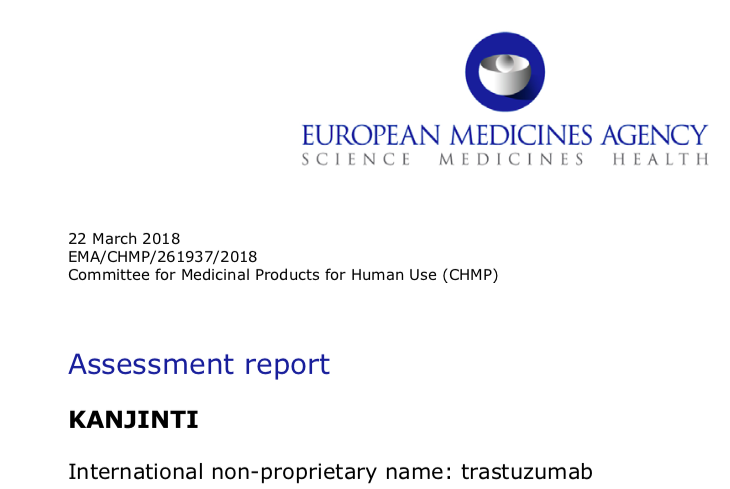 EUROPEAN MEDICINES AGENCY
SCIENCE MEDICINES HEALTH
22 March 2018
EMA/CHMP/261937/2018
Committee for Medicinal Products for Human Use (CHMP)
Assessment report
KANJINTI
International non-proprietary name: trastuzumab